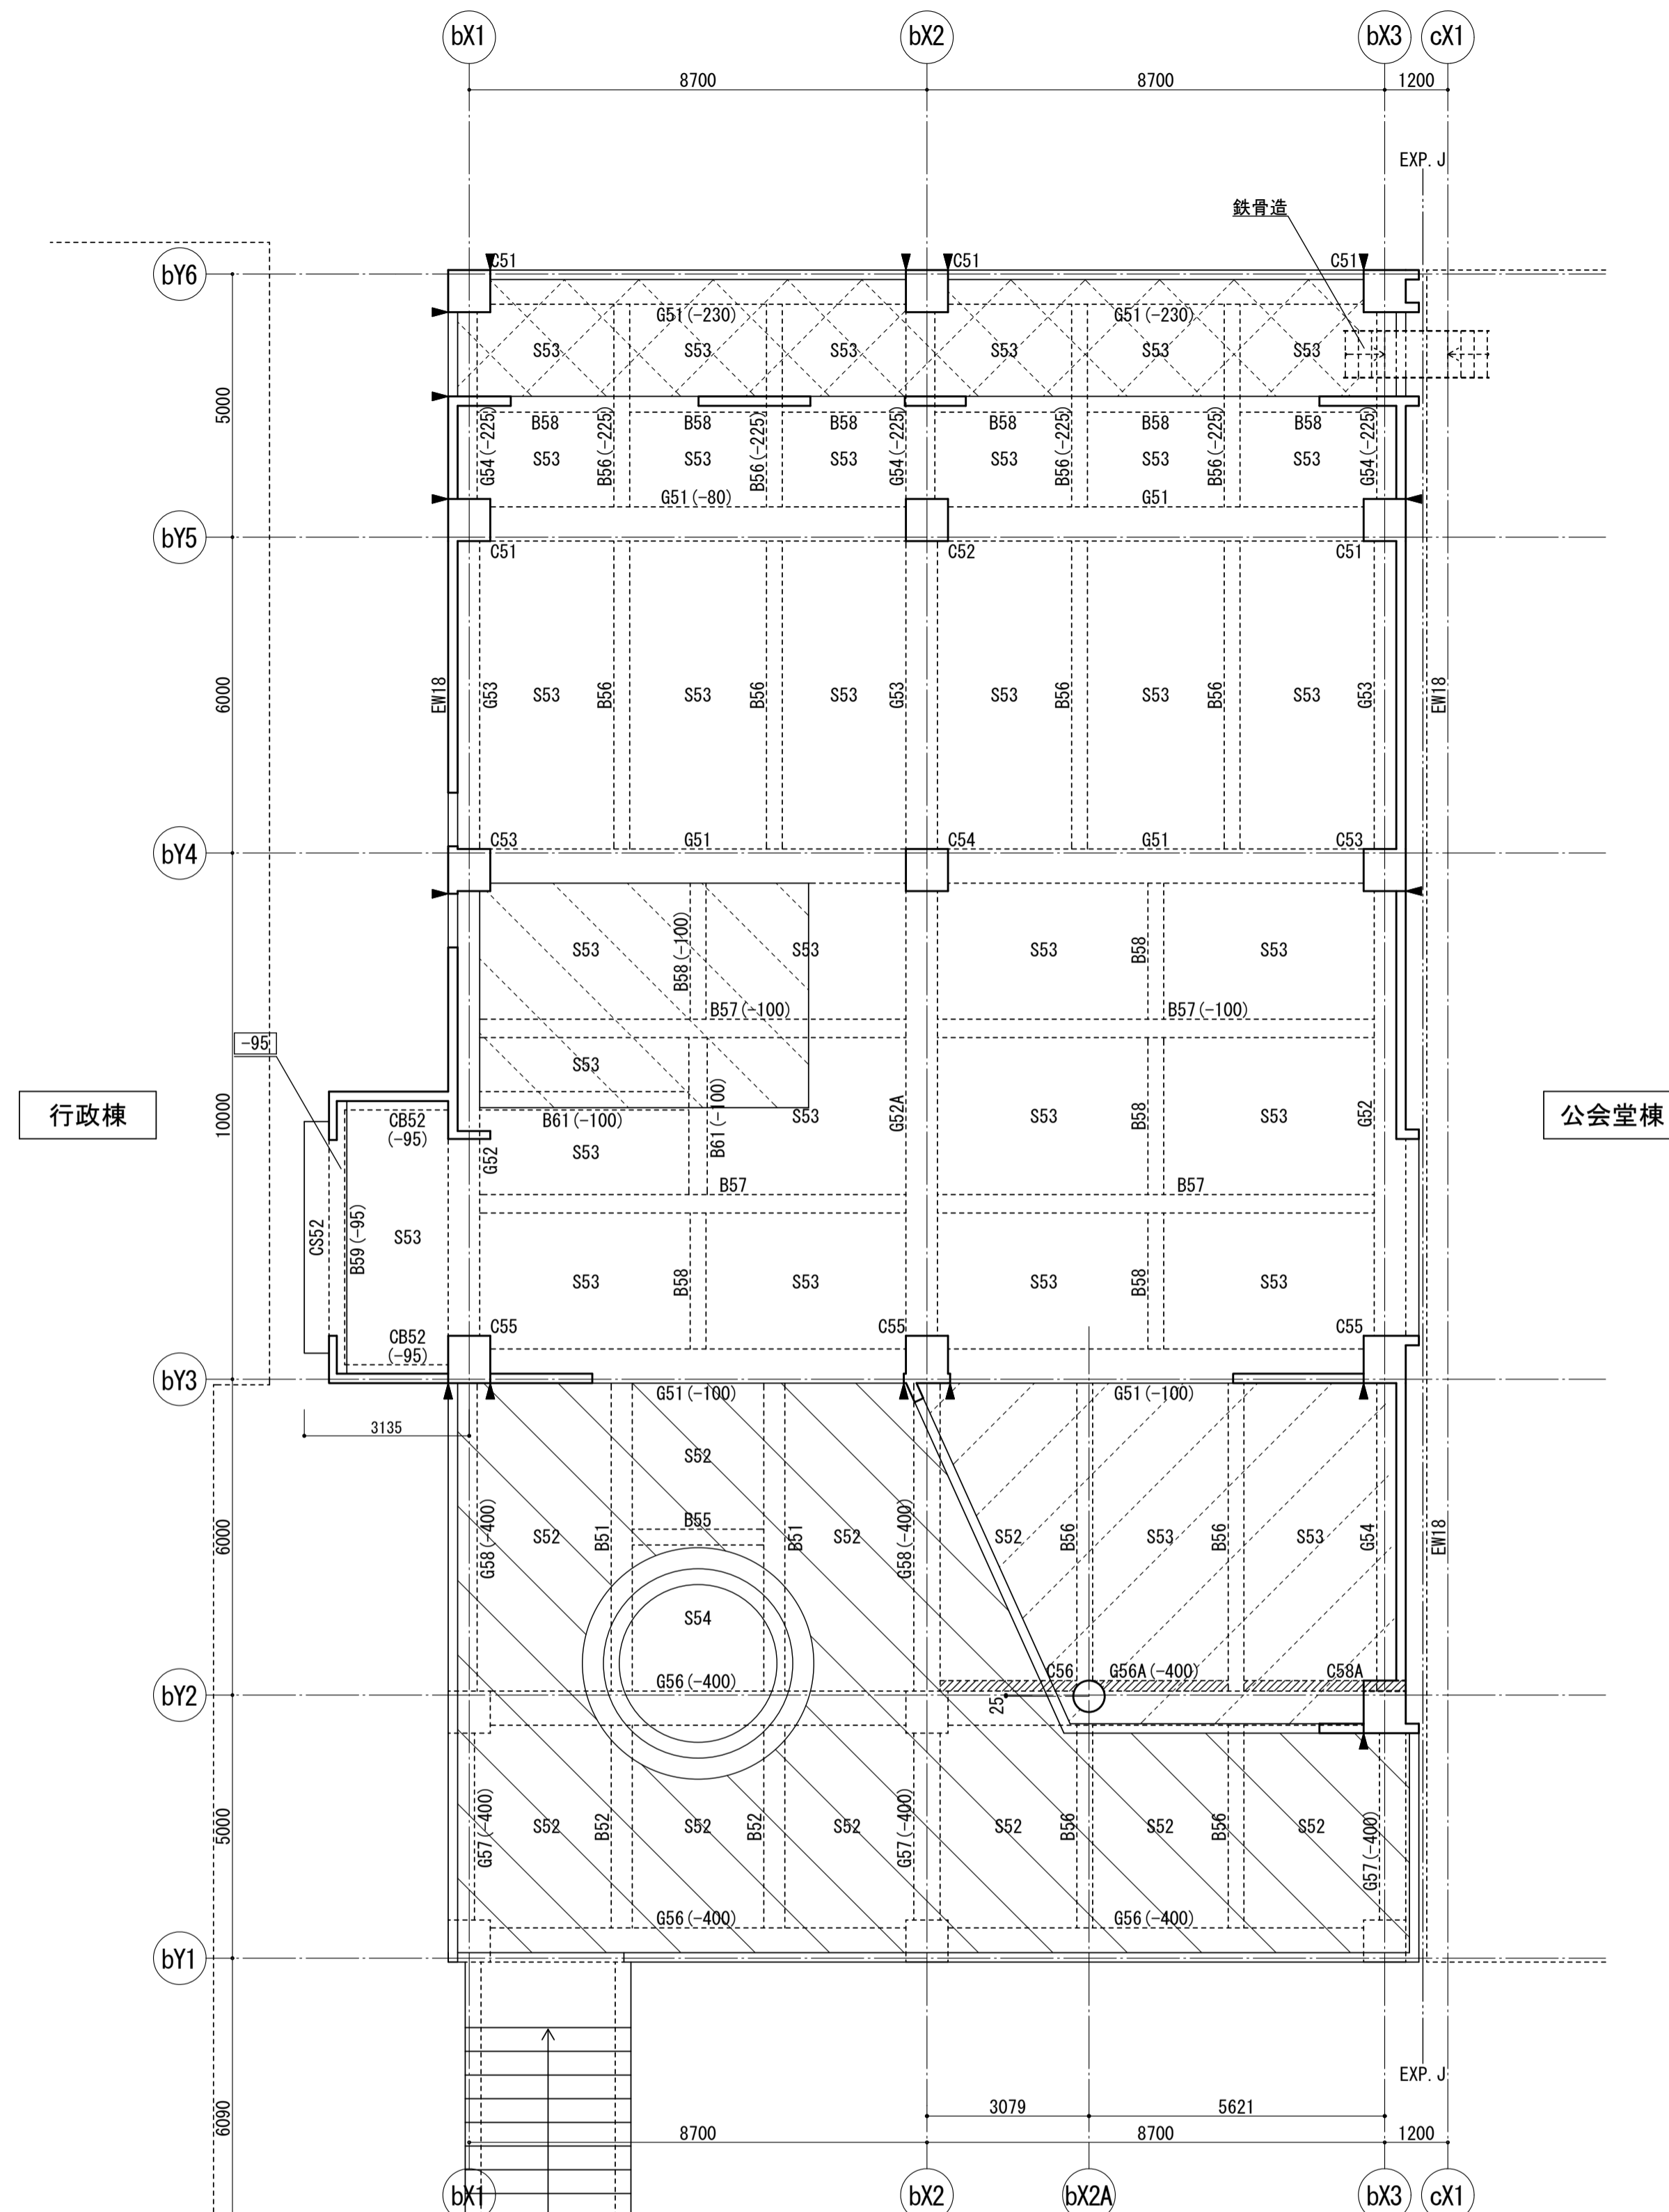 bX1 bX2 bX3 cX1
8700 8700 1200
EXP. J
鉄骨造
bY6 C51 C51 C51
G51(-230) G51(-230)
S53 S53 S53 S53 S53 S53
5000
B58 B58 B58 B58 B58 B58
G54(-225) B56(-225) B56(-225) G54(-225) B56(-225) B56(-225) G54(-225)
S53 S53 S53 S53 S53 S53
G51(-80) G51
bY5
C51 C52 C51
6000 EW18 G53 S53 B56 S53 B56 S53 G53 S53 B56 S53 B56 S53 G53 EW18
C53 G51 C54 G51 C53
bY4
S53 B58(-100) S53 S53 B58 S53
B57(-100) B57(-100)
-95
S53
行政棟 10000 公会堂棟
CB52
(-95)
B61(-100) B61(-100) S53 G52A S53 B58 S53 G52
G52 S53
B57 B57
CS52 B59(-95) S53
S53 B58 S53 S53 B58 S53
CB52
(-95)
C55 C55 C55
bY3
G51(-100) G51(-100)
3135
S52
B55
6000 G58(-400) S52 B51 B51 S52 G58(-400) S52 B56 S53 B56 S53 G54 EW18
S54
G56(-400) C56 G56A(-400) C58A
bY2
25
5000 G57(-400) S52 B52 S52 B52 S52 G57(-400) S52 B56 S52 B56 S52 G57(-400)
G56(-400) G56(-400)
bY1
EXP. J
6090
3079 5621
8700 8700 1200
bX1 bX2 bX2A bX3 cX1